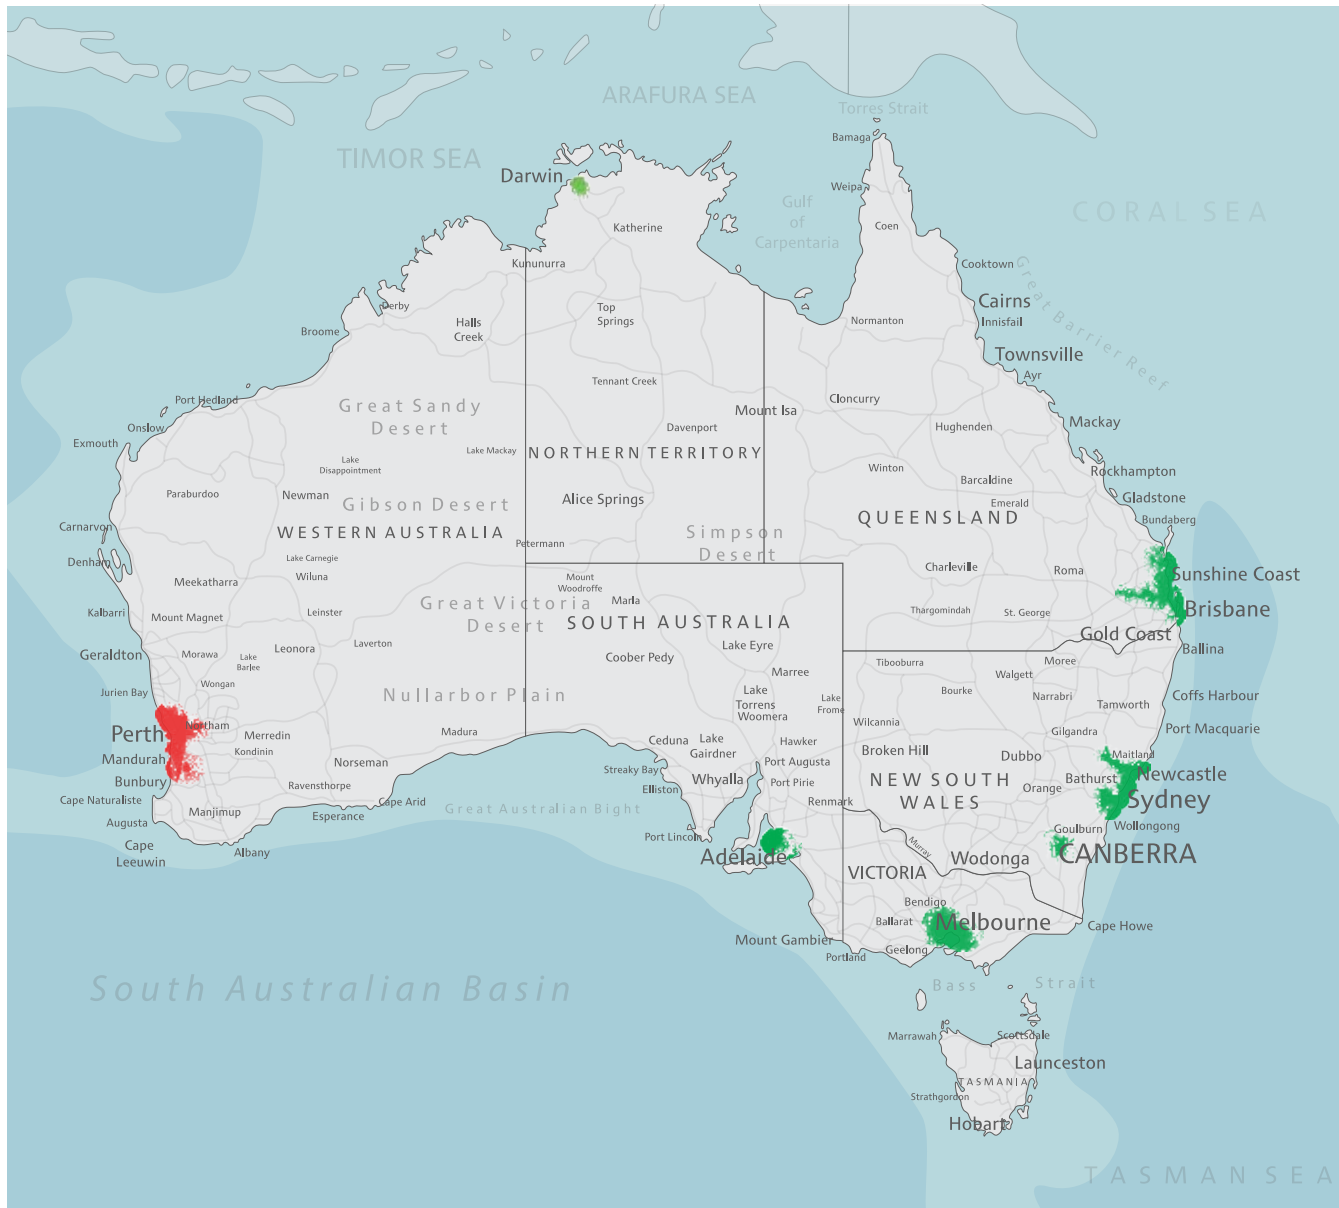 ARAFURA SEA
Torres Strait
Bamaga
TIMOR SEA
Darwin
Weipa
Gulf
of
Carpentaria
CORAL SEA
Coen
Katherine
Kununurra
Cooktown
Great Barrier Reef
Cairns
Innisfail
Derby
Broome
Halls
Creek
Top
Springs
Normanton
Townsville
Ayr
Tennant Creek
Port Hedland
Great Sandy
Desert
Mount Isa
Cloncurry
Onslow
Exmouth
Davenport
Hughenden
Mackay
Lake Mackay
NORTHERN TERRITORY
Lake
Disappointment
Winton
Rockhampton
Barcaldine
Paraburdoo
Newman
Gibson Desert
Alice Springs
Emerald
Gladstone
QUEENSLAND
Bundaberg
Carnarvon
WESTERN AUSTRALIA
Petermann
Simpson
Desert
Denham
Lake Carnegie
Wiluna
Meekatharra
Mount
Woodroffe
Charleville
Roma
Sunshine Coast
Great Victoria
Desert
Marla
Kalbarri
Mount Magnet
Leinster
SOUTH AUSTRALIA
Thargomindah
St. George
Brisbane
Gold Coast
Geraldton
Morawa
Lake
Barlee
Leonora
Laverton
Coober Pedy
Lake Eyre
Ballina
Tibooburra
Moree
Walgett
Marree
Wongan
Jurien Bay
Nullarbor Plain
Lake
Torrens
Woomera
Lake
Frome
Bourke
Narrabri
Tamworth
Coffs Harbour
Perth
Northam
Merredin
Kondinin
Madura
Wilcannia
Gilgandra
Port Macquarie
Ceduna
Lake
Gairdner
Hawker
Broken Hill
Dubbo
Maitland
Mandurah
Norseman
Port Augusta
Streaky Bay
Newcastle
Bunbury
Ravensthorpe
Whyalla
Port Pirie
NEW SOUTH
WALES
Bathurst
Orange
Elliston
Cape Naturaliste
Cape Arid
Great Australian Bight
Renmark
Sydney
Manjimup
Esperance
Augusta
Wollongong
Goulburn
Port Lincoln
Murray
Cape
Leeuwin
Albany
Adelaide
Wodonga
CANBERRA
VICTORIA
Bendigo
Ballarat
Melbourne
Cape Howe
Mount Gambier
Geelong
Portland
South Australian Basin
Bass
Strait
Marrawah
Scottsdale
Launceston
TASMANIA
Strathgordon
Hobart
TASMAN SEA